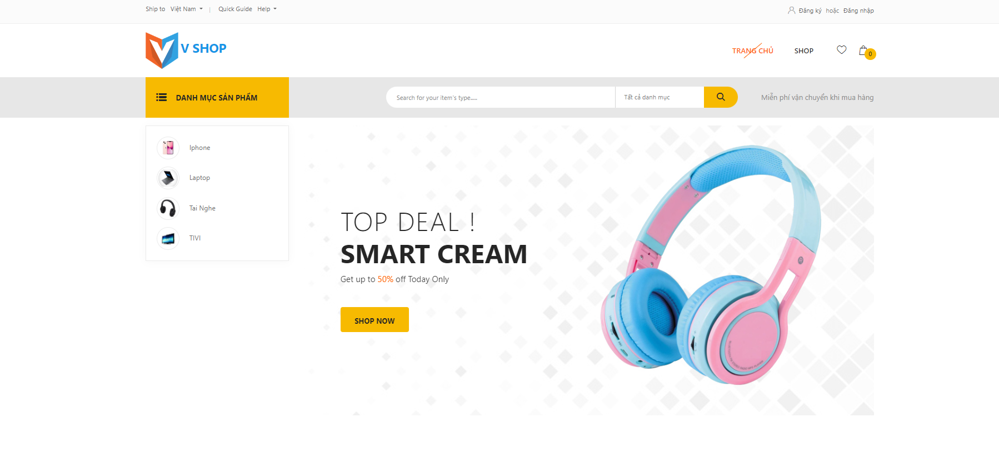 Ship to Việt Nam | Quick Guide Help
Đăng ký hoặc Đăng nhập
V SHOP
TRANG CHỦ SHOP
0
DANH MỤC SẢN PHẨM
Search for your item's type.....
Tất cả danh mục
Miễn phí vận chuyển khi mua hàng
Iphone
Laptop
Tai Nghe
TIVI
TOP DEAL !
SMART CREAM
Get up to 50% off Today Only
SHOP NOW